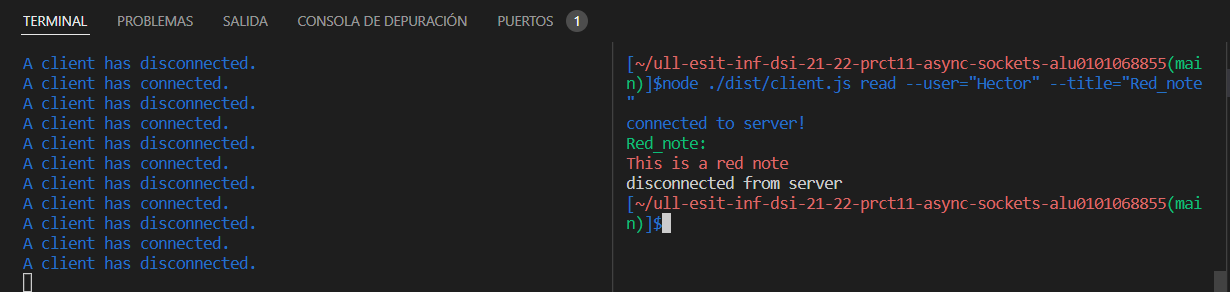 TERMINAL PROBLEMAS SALIDA CONSOLA DE DEPURACIÓN PUERTOS 1
A client has disconnected.
A client has connected.
A client has disconnected.
A client has connected.
A client has disconnected.
A client has connected.
A client has disconnected.
A client has connected.
A client has disconnected.
A client has connected.
A client has disconnected.
[~/ull-esit-inf-dsi-21-22-prct11-async-sockets-alu0101068855(mai
n)]$node ./dist/client.js read --user="Hector" --title="Red_note
"
connected to server!
Red_note:
This is a red note
disconnected from server
[~/ull-esit-inf-dsi-21-22-prct11-async-sockets-alu0101068855(mai
n)]$